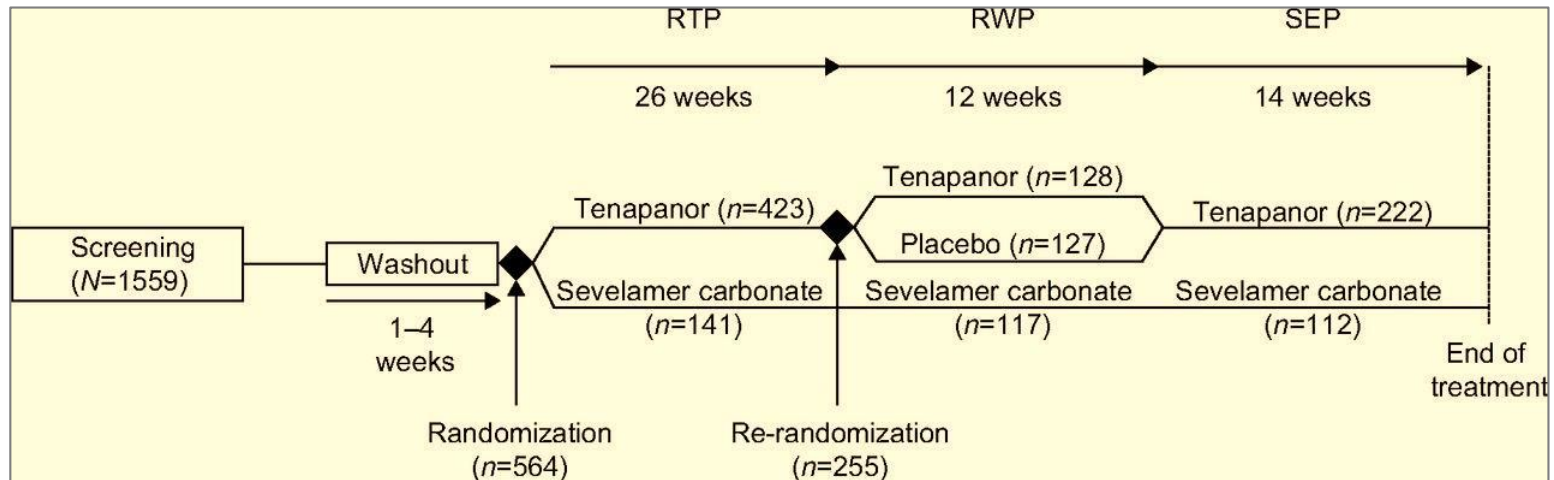 RTP
RWP
SEP
26 weeks
12 weeks
14 weeks
Tenapanor (n=128)
Tenapanor (n=423)
Tenapanor (n=222)
Screening
(N=1559)
Washout
Placebo (n=127)
Sevelamer carbonate
(n=141)
Sevelamer carbonate
(n=117)
Sevelamer carbonate
(n=112)
1–4
weeks
End of
treatment
Randomization
(n=564)
Re-randomization
(n=255)